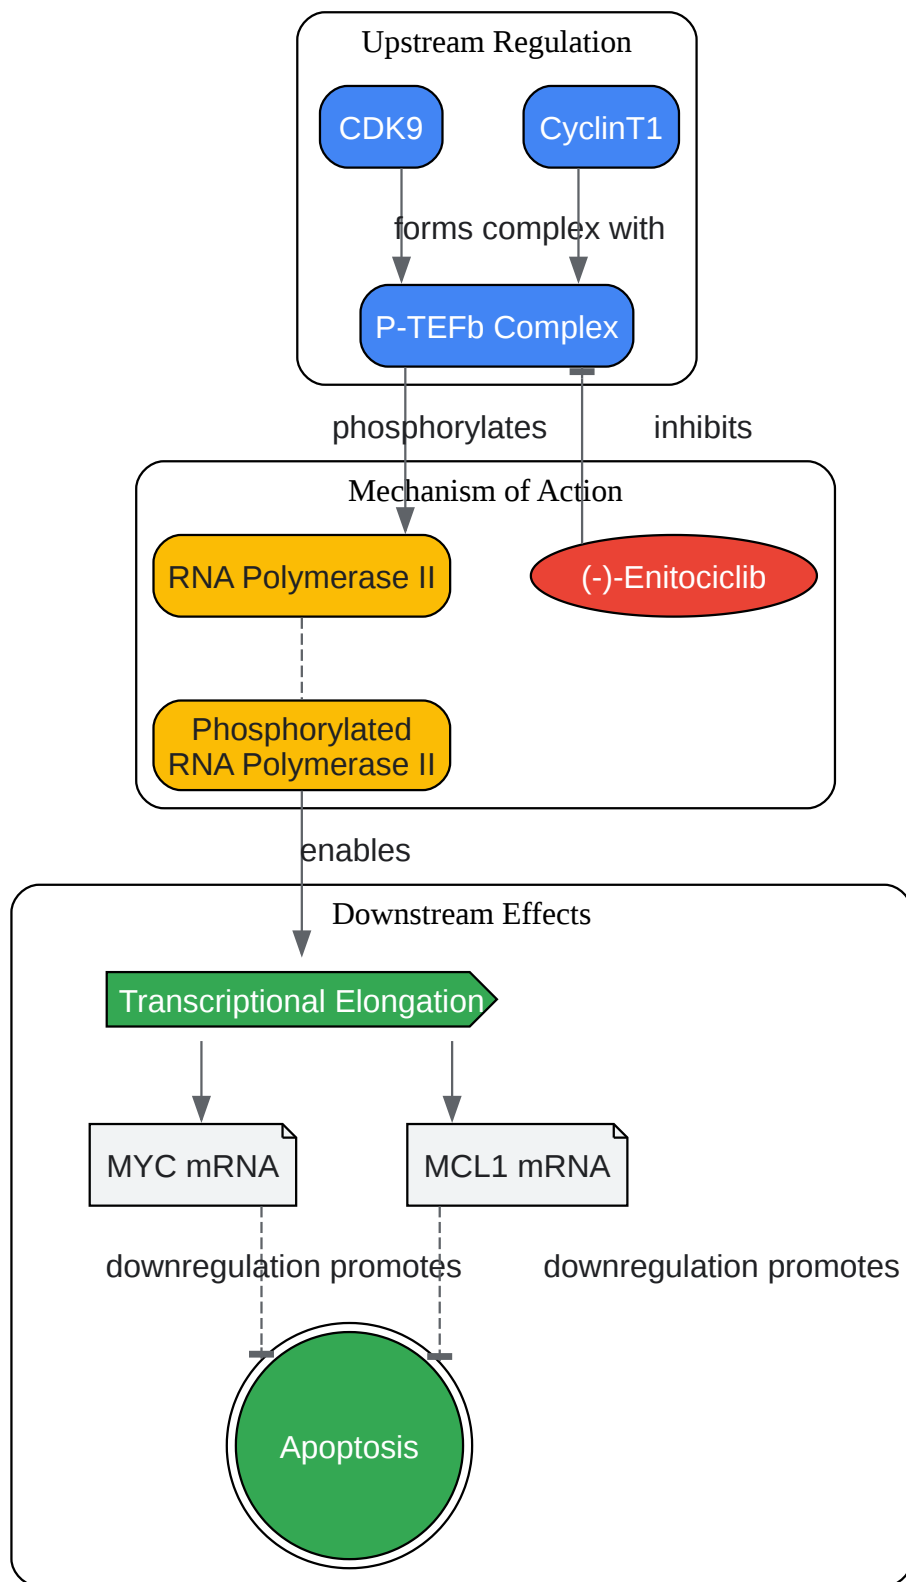 Upstream Regulation
CDK9
CyclinT1
forms complex with
P-TEFb Complex
phosphorylates
inhibits
Mechanism of Action
RNA Polymerase II
(-)-Enitociclib
Phosphorylated
RNA Polymerase II
enables
Downstream Effects
Transcriptional Elongation
MYC mRNA
MCL1 mRNA
downregulation promotes
downregulation promotes
Apoptosis